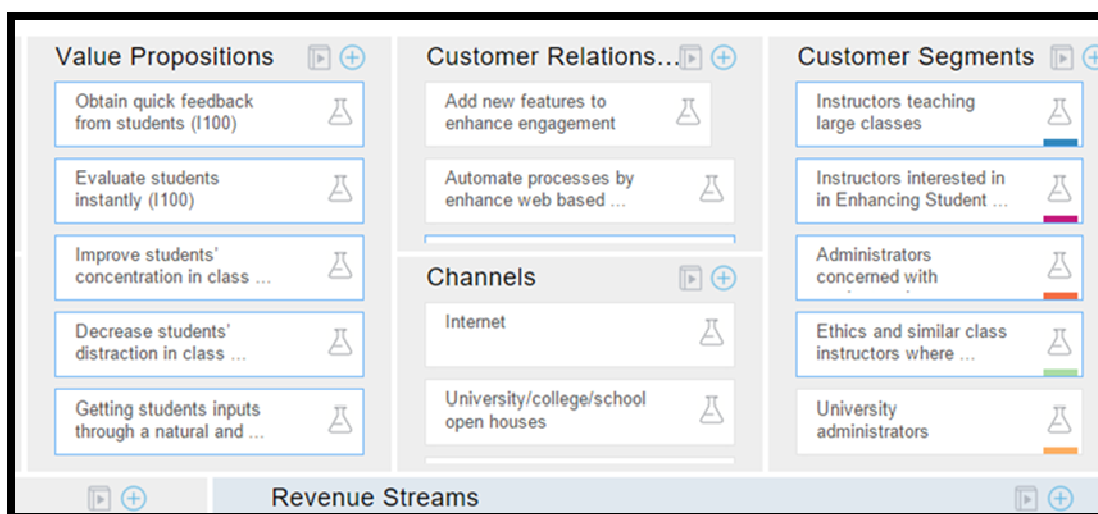 Value Propositions
Obtain quick feedback
from students (I100)
Evaluate students
instantly (I100)
Improve students'
concentration in class ...
Decrease students'
distraction in class ...
Getting students inputs
through a natural and ...
Customer Relations...
Add new features to
enhance engagement
Automate processes by
enhance web based ...
Channels
Internet
University/college/school
open houses
Customer Segments
Instructors teaching
large classes
Instructors interested in
in Enhancing Student ...
Administrators
concerned with
Ethics and similar class
instructors where ...
University
administrators
Revenue Streams